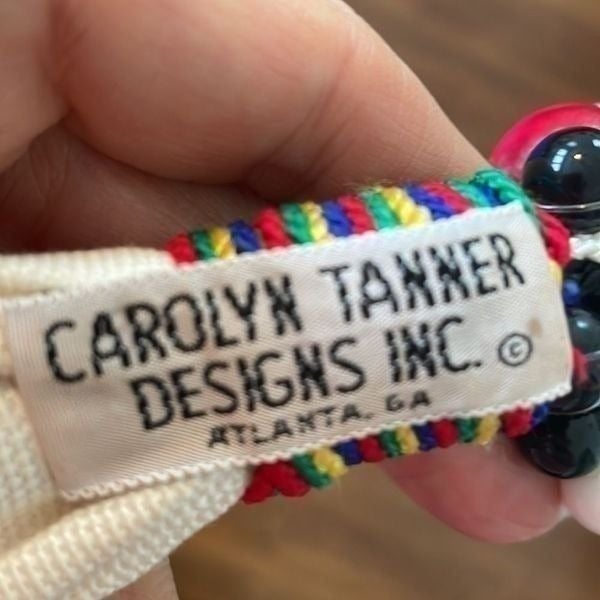 CAROLYN TANNER
DESIGNS INC. ©
ATLANTA. GA